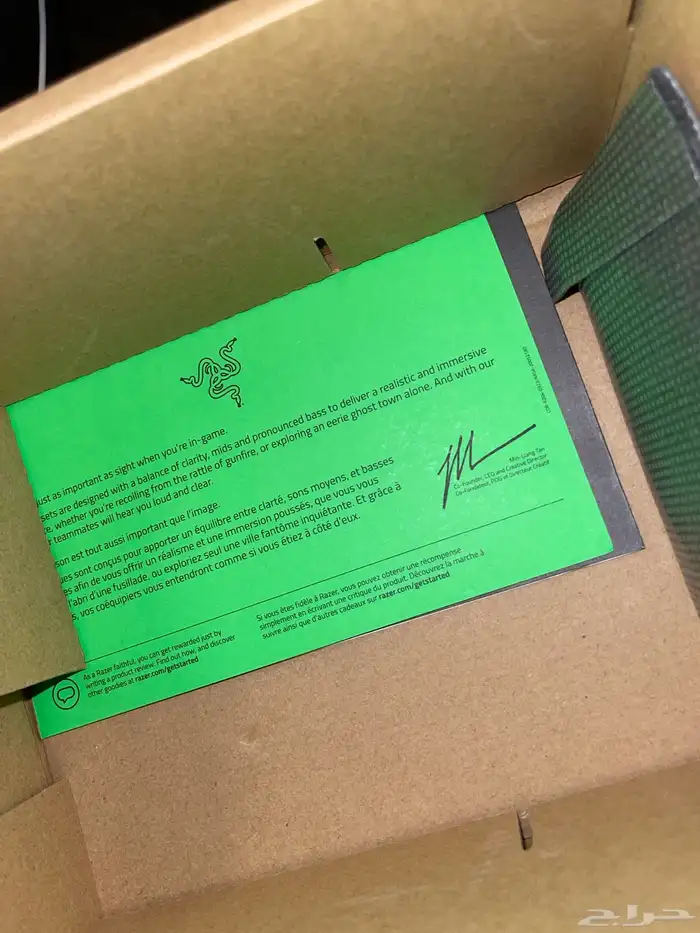 just as important as sight when you're in-game.
sets are designed with a balance of clarity, mids and pronounced bass to deliver a realistic and immersive
whether you're recoiling from the rattle of gunfire, or exploring an eerie ghost town alone. And with our
teammates will hear you loud and clear.
son est tout aussi important que l'image.
ues sont conçus pour apporter un équilibre entre clarté, sons moyens, et basses
es afin de vous offrir un réalisme et une immersion poussés, que vous vous
l'abri d'une fusillade, ou exploriez seul une ville fantôme inquiétante. Et grâce à
s, vos coéquipiers vous entendront comme si vous étiez à côté d'eux.
Min-Liang Tan
Co-Founder, CEO and Creative Director
Co-Fondateur, PDG et Directeur Créatif
As a Razer faithful, you can get rewarded just by
writing a product review. Find out how, and discover
other goodies at razer.com/getstarted
Si vous êtes fidèle à Razer, vous pouvez obtenir une récompense
simplement en écrivant une critique du produit. Découvrez la marche à
suivre ainsi que d'autres cadeaux sur razer.com/getstarted
حراج